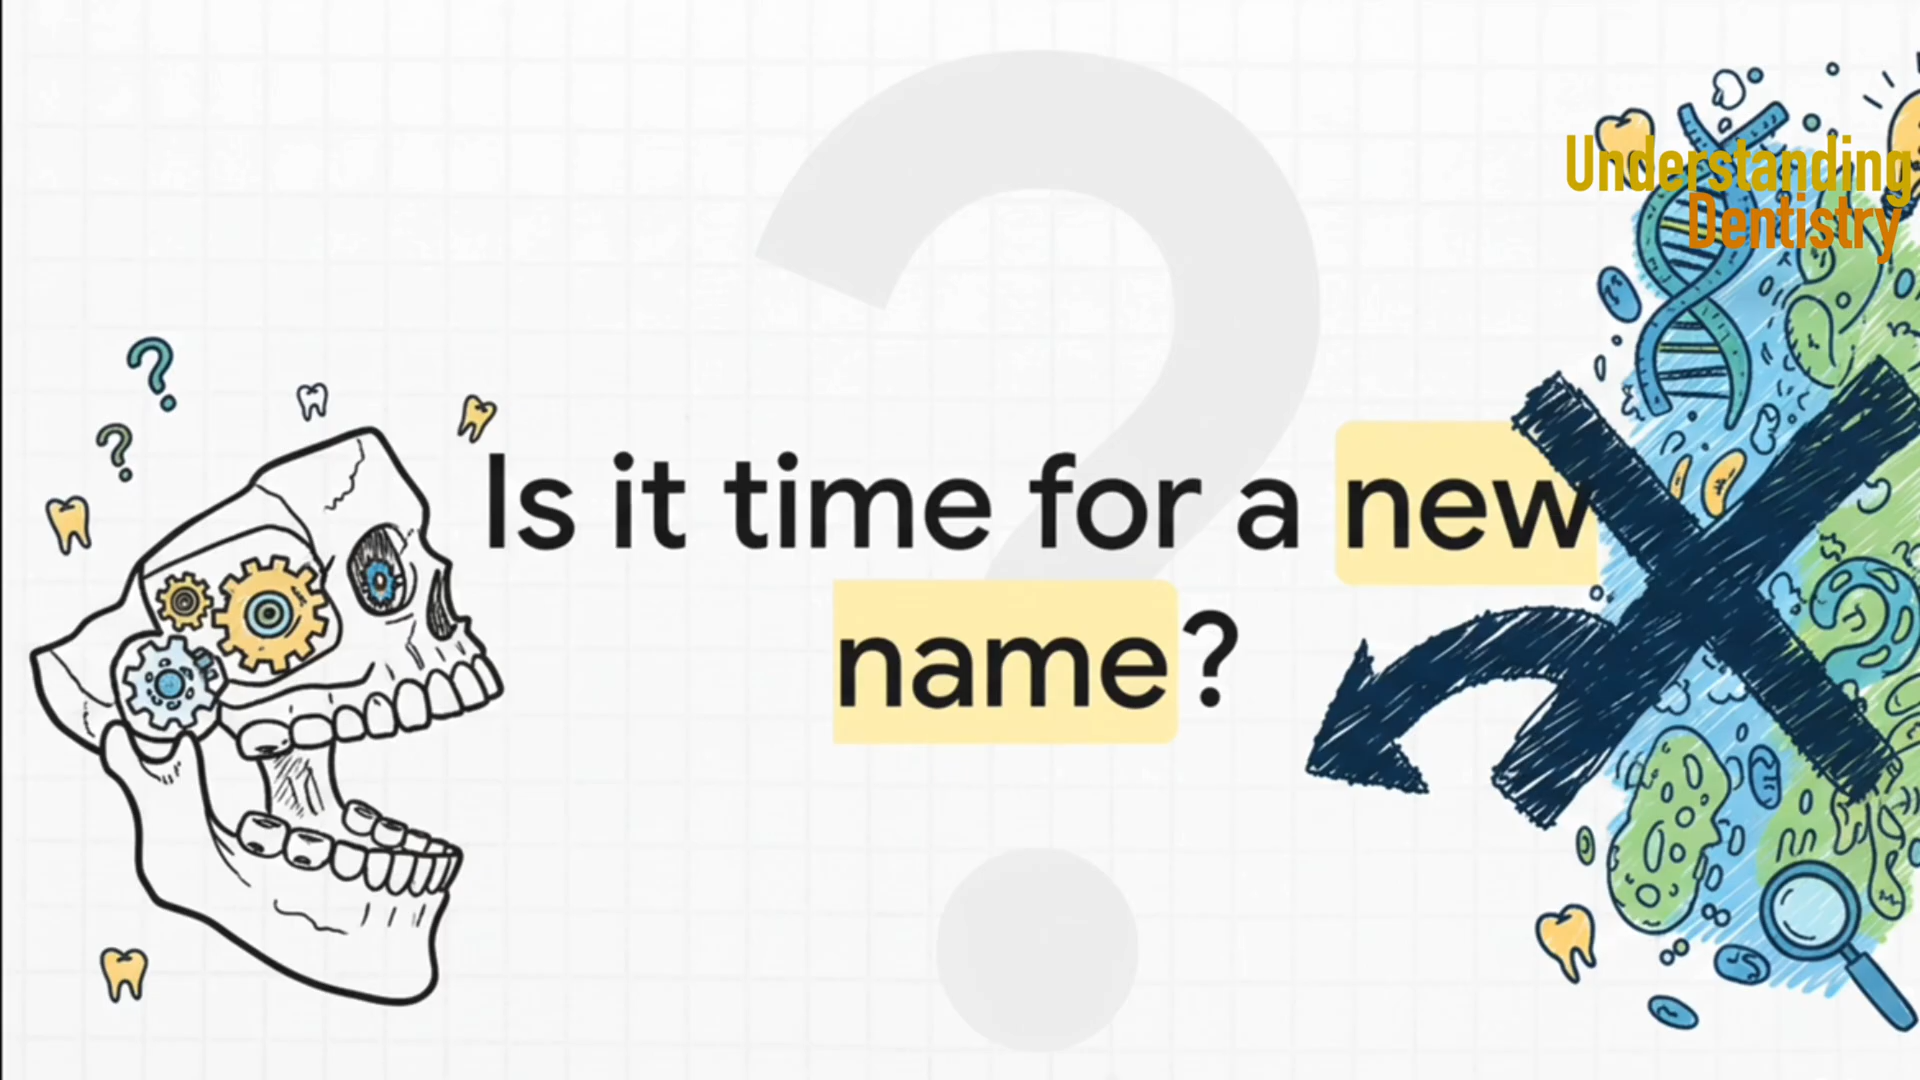 Understanding
Dentistry
Is it time for a new
name?